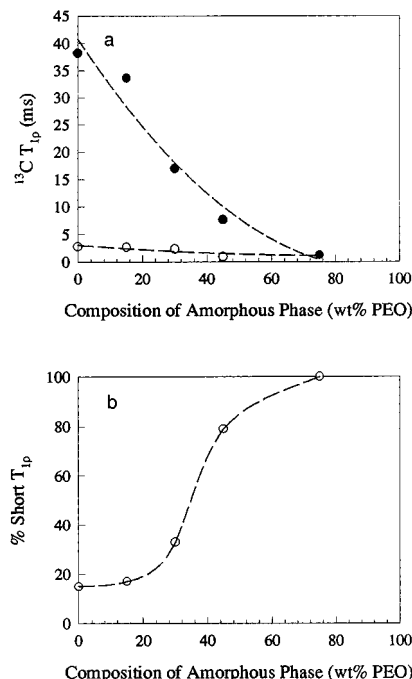 a
45
40
35
30
25
20
15
10
5
0
¹³C T₁ρ (ms)
0 20 40 60 80 100
Composition of Amorphous Phase (wt% PEO)
b
100
80
60
40
20
0
% Short T₁ρ
0 20 40 60 80 100
Composition of Amorphous Phase (wt% PEO)